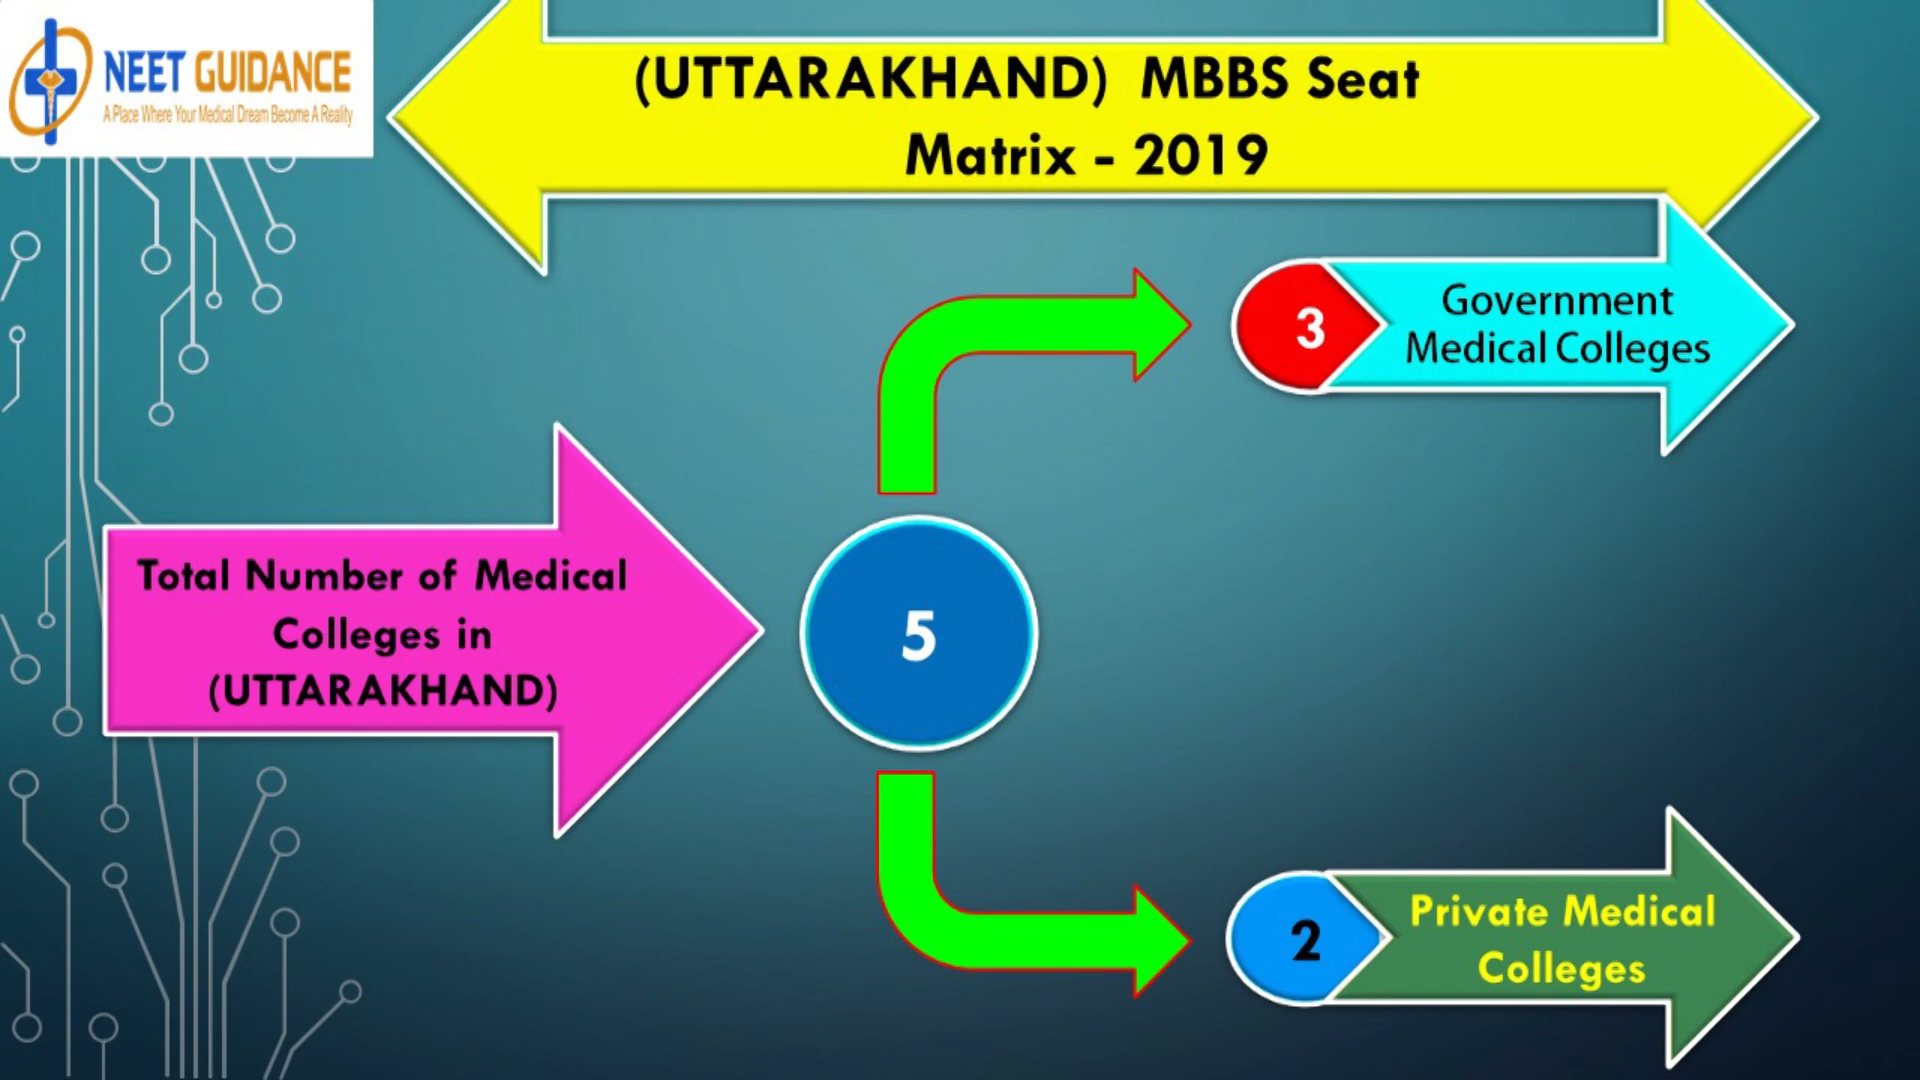 NEET GUIDANCE
A Place Where Your Medical Dream Become A Reality
(UTTARAKHAND) MBBS Seat
Matrix - 2019
3
Government
Medical Colleges
Total Number of Medical
Colleges in
(UTTARAKHAND)
5
2
Private Medical
Colleges